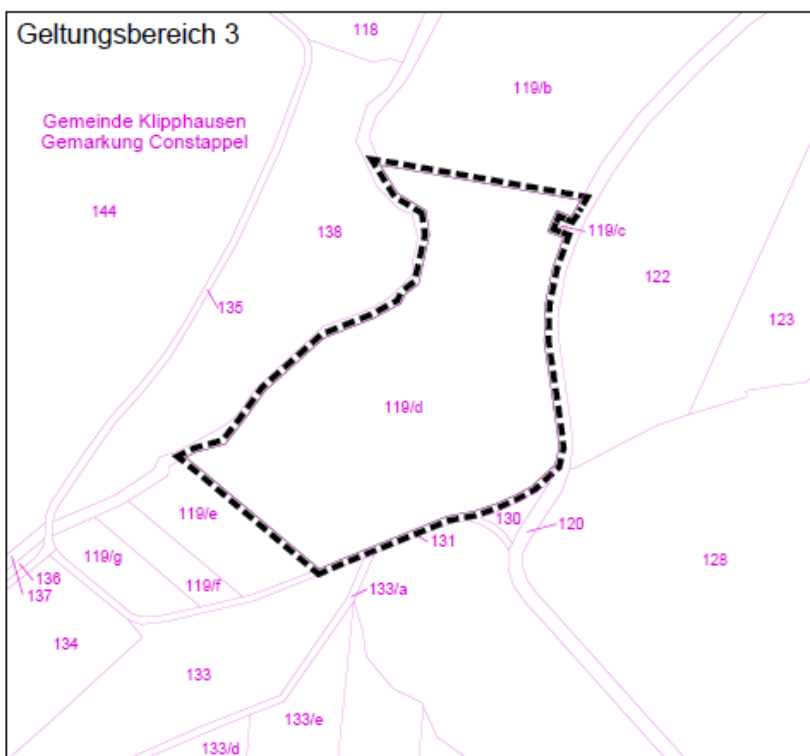 Geltungsbereich 3
118
119/b
Gemeinde Klipphausen
Gemarkung Constappel
144
138
119/c
122
135
123
119/d
119/e
130
120
131
119/g
128
136
119/f
137
133/a
134
133
133/e
133/d